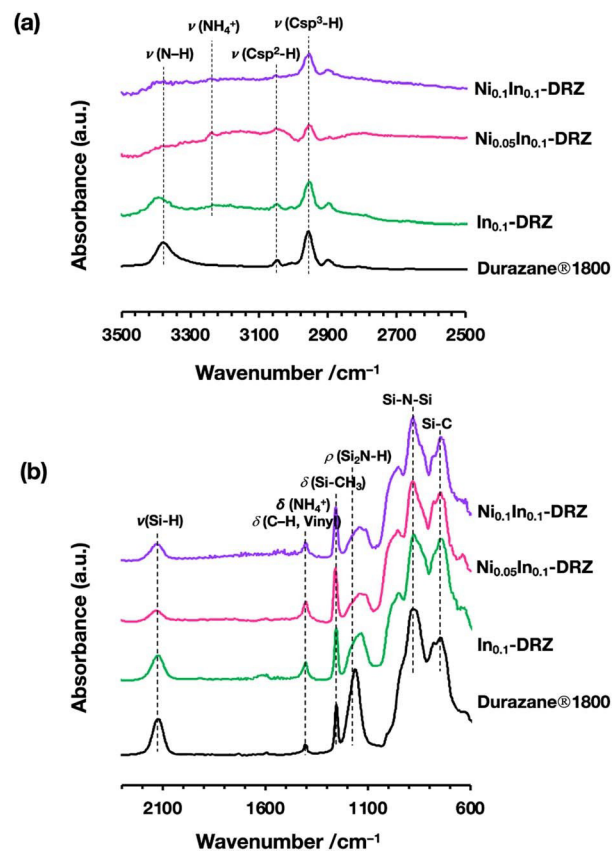 (a)
ν (NH₄⁺)
ν (Csp³-H)
ν (N–H)
ν (Csp²-H)
Ni₀.₁In₀.₁-DRZ
Ni₀.₀₅In₀.₁-DRZ
In₀.₁-DRZ
Durazane®1800
Absorbance (a.u.)
3500 3300 3100 2900 2700 2500
Wavenumber /cm⁻¹
(b)
Si-N-Si
Si-C
ρ (Si₂N-H)
δ (Si-CH₃)
δ (NH₄⁺)
ν(Si-H)
δ (C–H, Vinyl)
Ni₀.₁In₀.₁-DRZ
Ni₀.₀₅In₀.₁-DRZ
In₀.₁-DRZ
Durazane®1800
Absorbance (a.u.)
2100 1600 1100 600
Wavenumber /cm⁻¹